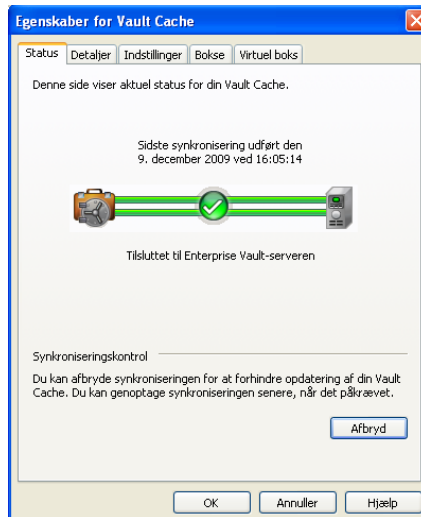 Egenskaber for Vault Cache
Status Detaljer Indstillinger Bokse Virtuel boks
Denne side viser aktuel status for din Vault Cache.
Sidste synkronisering udført den
9. december 2009 ved 16:05:14
Tilsluttet til Enterprise Vault-serveren
Synkroniseringskontrol
Du kan afbryde synkroniseringen for at forhindre opdatering af din Vault
Cache. Du kan genoptage synkroniseringen senere, når det påkrævet.
Afbryd
OK Annuller Hjælp